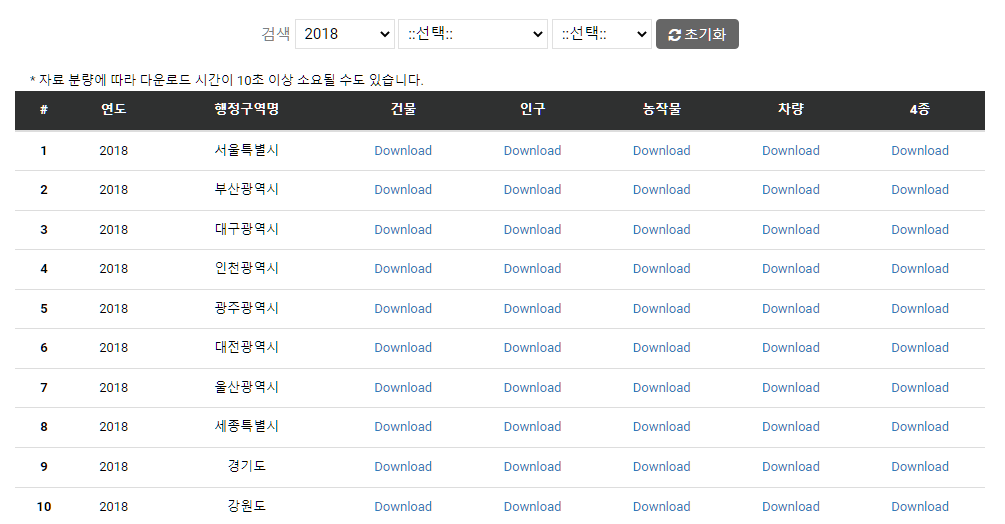 검색 2018 ::선택:: ::선택:: 초기화
* 자료 분량에 따라 다운로드 시간이 10초 이상 소요될 수도 있습니다.
# 연도 행정구역명 건물 인구 농작물 차량 4종
1 2018 서울특별시 Download Download Download Download Download
2 2018 부산광역시 Download Download Download Download Download
3 2018 대구광역시 Download Download Download Download Download
4 2018 인천광역시 Download Download Download Download Download
5 2018 광주광역시 Download Download Download Download Download
6 2018 대전광역시 Download Download Download Download Download
7 2018 울산광역시 Download Download Download Download Download
8 2018 세종특별시 Download Download Download Download Download
9 2018 경기도 Download Download Download Download Download
10 2018 강원도 Download Download Download Download Download